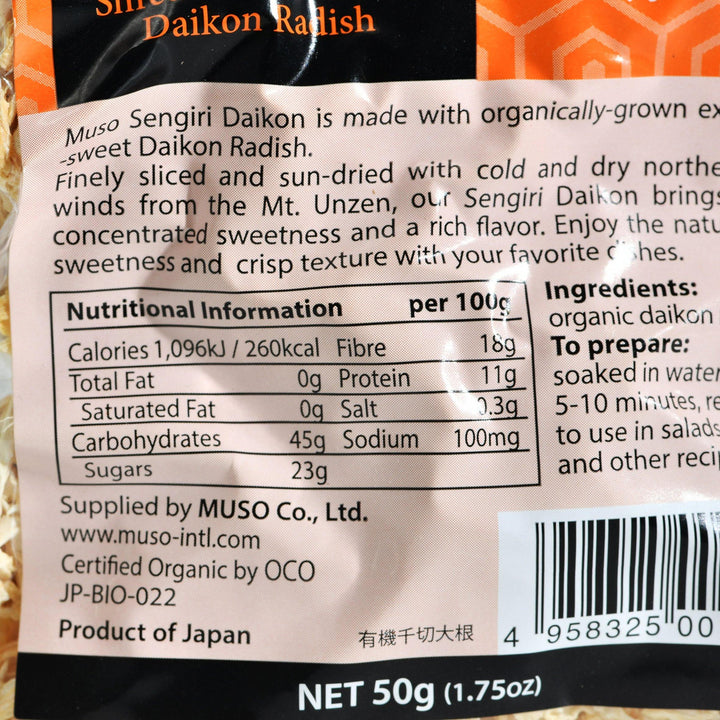 Daikon Radish
Muso Sengiri Daikon is made with organically-grown
-sweet Daikon Radish.
Finely sliced and sun-dried with cold and dry
winds from the Mt. Unzen, our Sengiri Daikon brings
concentrated sweetness and a rich flavor. Enjoy the
sweetness and crisp texture with your favorite dishes.
Nutritional Information per 100g
Calories 1,096kJ / 260kcal Fibre 18g
Total Fat 0g Protein 11g
Saturated Fat 0g Salt 0.3g
Carbohydrates 45g Sodium 100mg
Sugars 23g
Ingredients:
organic daikon
To prepare:
soaked in water
5-10 minutes,
to use in salads
and other
Supplied by MUSO Co., Ltd.
www.muso-intl.com
Certified Organic by OCO
JP-BIO-022
Product of Japan
有機千切大根
4 958325 00
NET 50g (1.75oz)